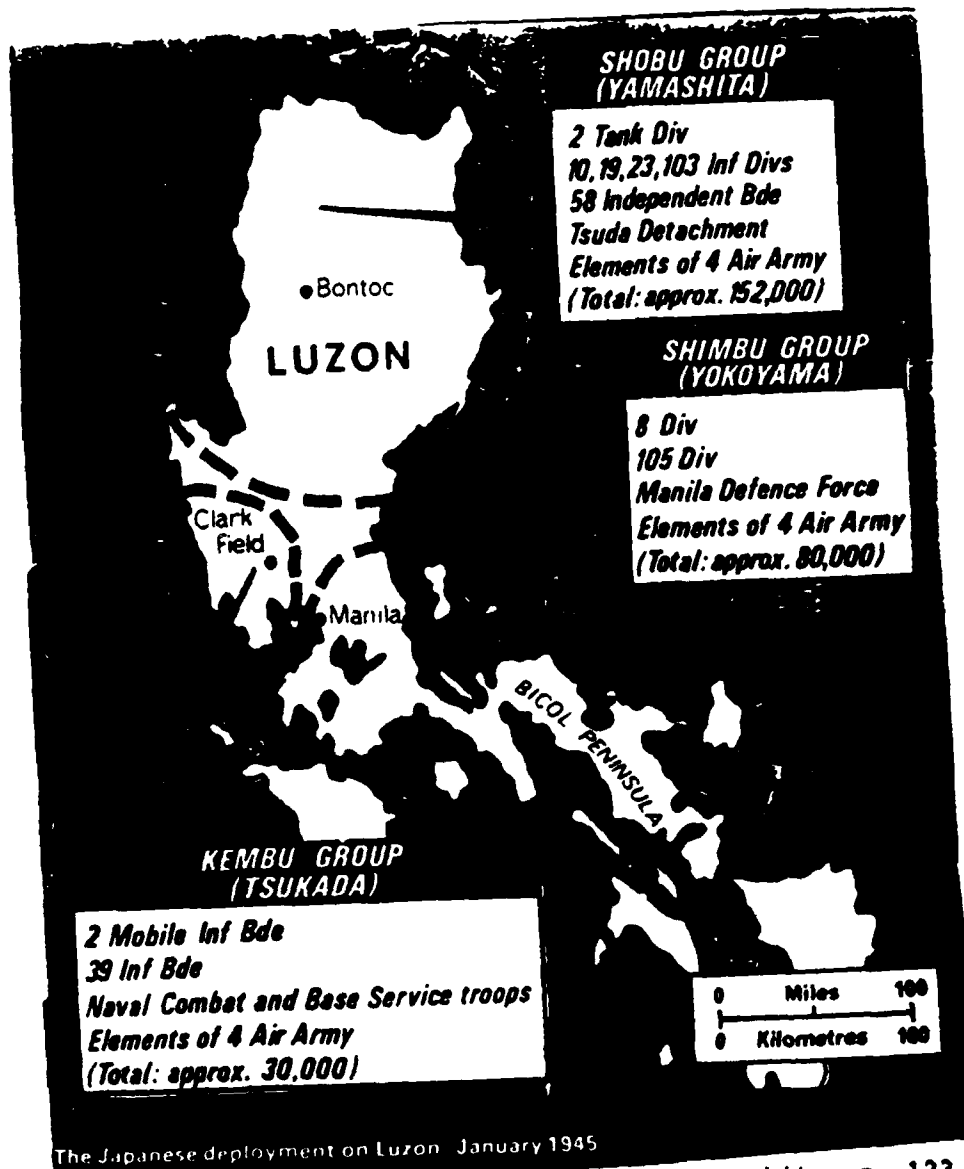 SHOBU GROUP
(YAMASHITA)
2 Tank Div
10,19,23,103 Inf Divs
58 Independent Bde
Tsuda Detachment
Elements of 4 Air Army
(Total: approx. 152,000)
Bontoc
LUZON
SHIMBU GROUP
(YOKOYAMA)
8 Div
105 Div
Manila Defence Force
Elements of 4 Air Army
(Total: approx. 80,000)
Clark
Field
Manila
BICOL PENINSULA
KEMBU GROUP
(TSUKADA)
2 Mobile Inf Bde
39 Inf Bde
Naval Combat and Base Service troops
Elements of 4 Air Army
(Total: approx. 30,000)
0 Miles 100
0 Kilometres 160
The Japanese deployment on Luzon January 1945
123